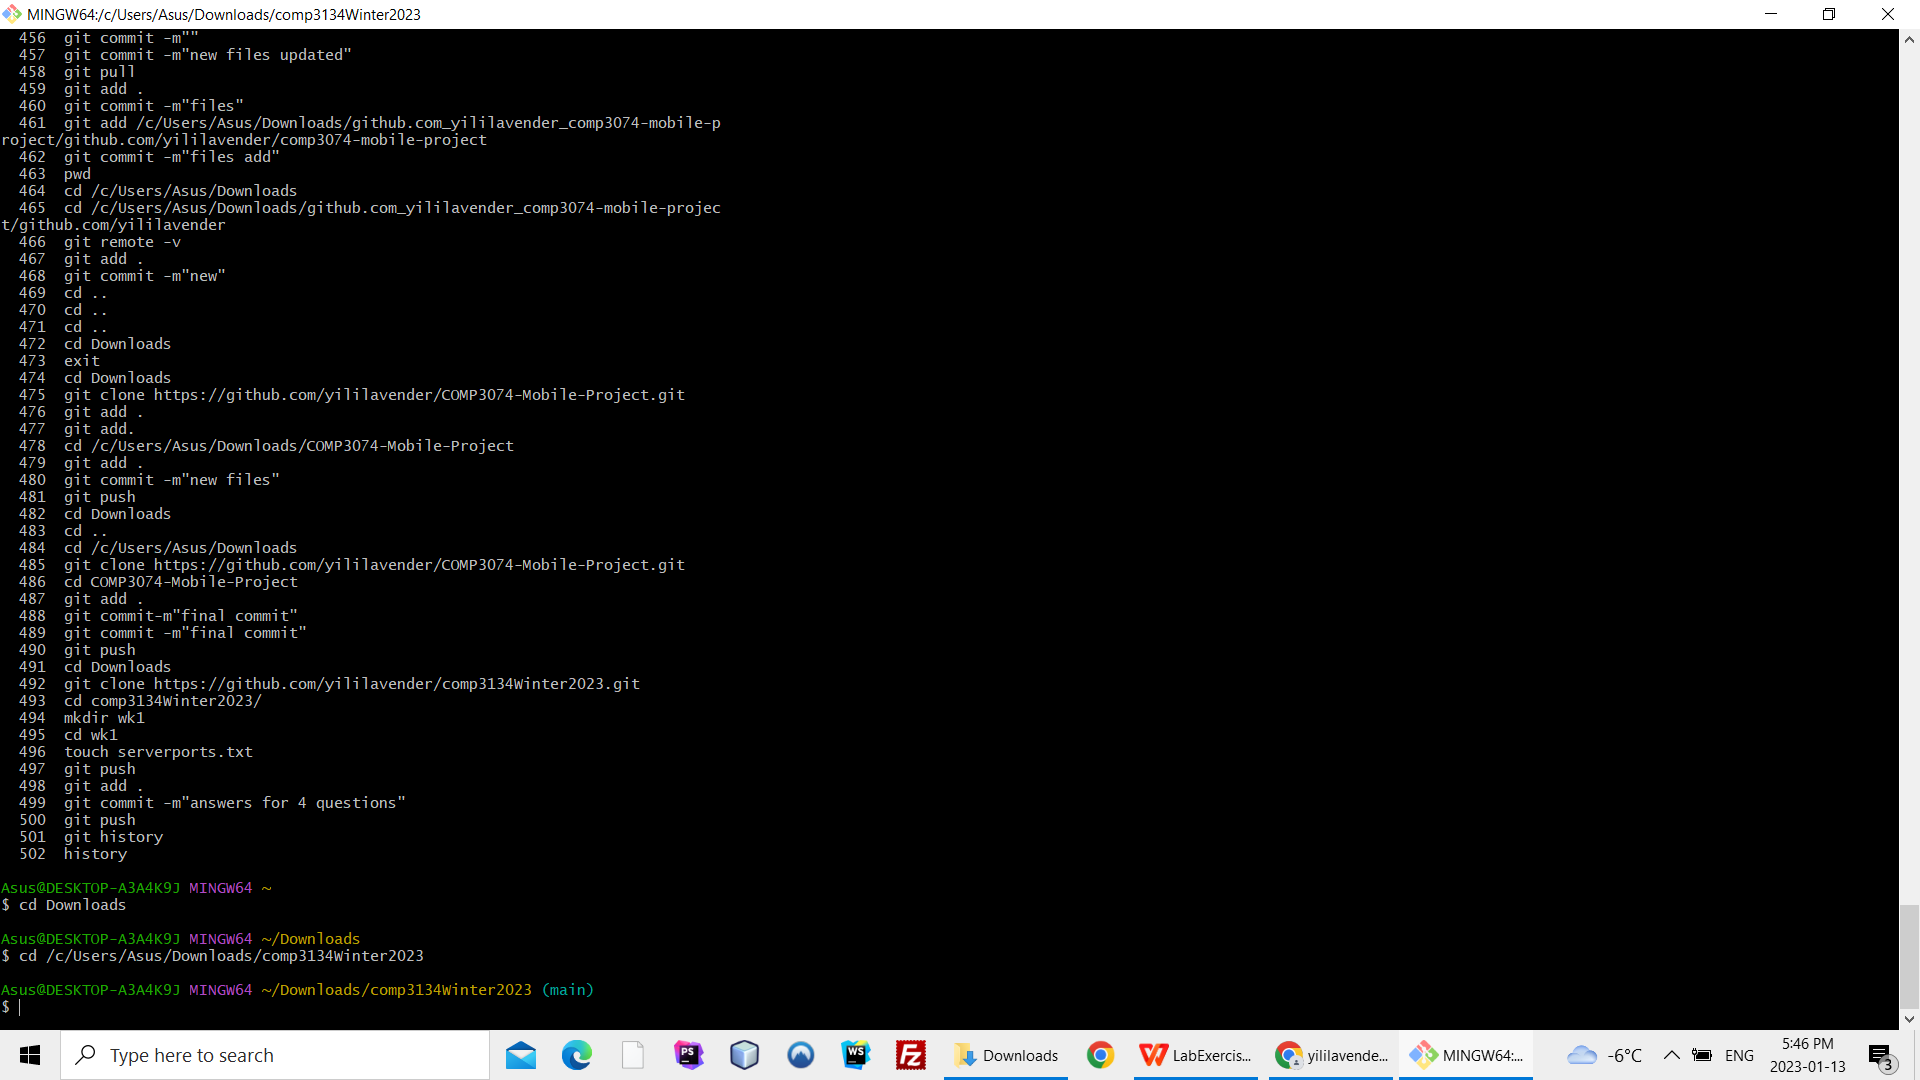 MINGW64:/c/Users/Asus/Downloads/comp3134Winter2023
456 git commit -m""
457 git commit -m"new files updated"
458 git pull
459 git add .
460 git commit -m"files"
461 git add /c/Users/Asus/Downloads/github.com_yililavender_comp3074-mobile-p
roject/github.com/yililavender/comp3074-mobile-project
462 git commit -m"files add"
463 pwd
464 cd /c/Users/Asus/Downloads
465 cd /c/Users/Asus/Downloads/github.com_yililavender_comp3074-mobile-projec
t/github.com/yililavender
466 git remote -v
467 git add .
468 git commit -m"new"
469 cd ..
470 cd ..
471 cd ..
472 cd Downloads
473 exit
474 cd Downloads
475 git clone https://github.com/yililavender/COMP3074-Mobile-Project.git
476 git add .
477 git add.
478 cd /c/Users/Asus/Downloads/COMP3074-Mobile-Project
479 git add .
480 git commit -m"new files"
481 git push
482 cd Downloads
483 cd ..
484 cd /c/Users/Asus/Downloads
485 git clone https://github.com/yililavender/COMP3074-Mobile-Project.git
486 cd COMP3074-Mobile-Project
487 git add .
488 git commit-m"final commit"
489 git commit -m"final commit"
490 git push
491 cd Downloads
492 git clone https://github.com/yililavender/comp3134Winter2023.git
493 cd comp3134Winter2023/
494 mkdir wk1
495 cd wk1
496 touch serverports.txt
497 git push
498 git add .
499 git commit -m"answers for 4 questions"
500 git push
501 git history
502 history
Asus@DESKTOP-A3A4K9J MINGW64 ~
$ cd Downloads
Asus@DESKTOP-A3A4K9J MINGW64 ~/Downloads
$ cd /c/Users/Asus/Downloads/comp3134Winter2023
Asus@DESKTOP-A3A4K9J MINGW64 ~/Downloads/comp3134Winter2023 (main)
$
Type here to search
PS
WS
Fz
Downloads
LabExercis...
yililavende...
MINGW64:...
-6°C
ENG
5:46 PM
2023-01-13
3